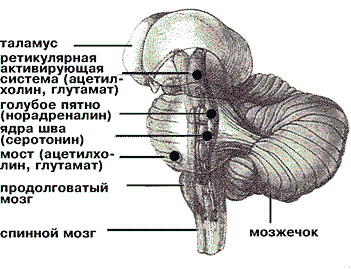 таламус
ретикулярная
активирующая
система (ацетил-
холин, глутамат)
голубое пятно
(норадреналин)
ядра шва
(серотонин)
мост (ацетилхо-
лин, глутамат)
продолговатый
мозг
спинной мозг
мозжечок